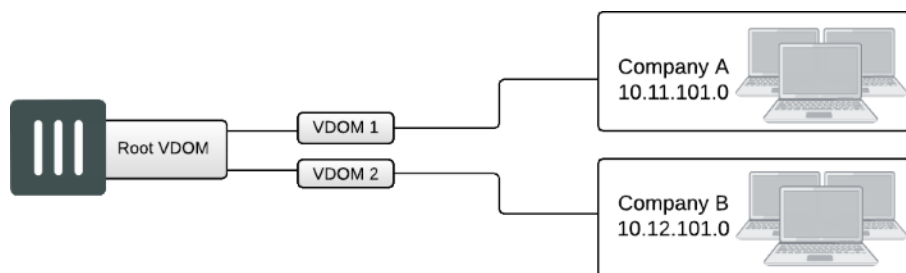 Root VDOM
VDOM 1
VDOM 2
Company A
10.11.101.0
Company B
10.12.101.0